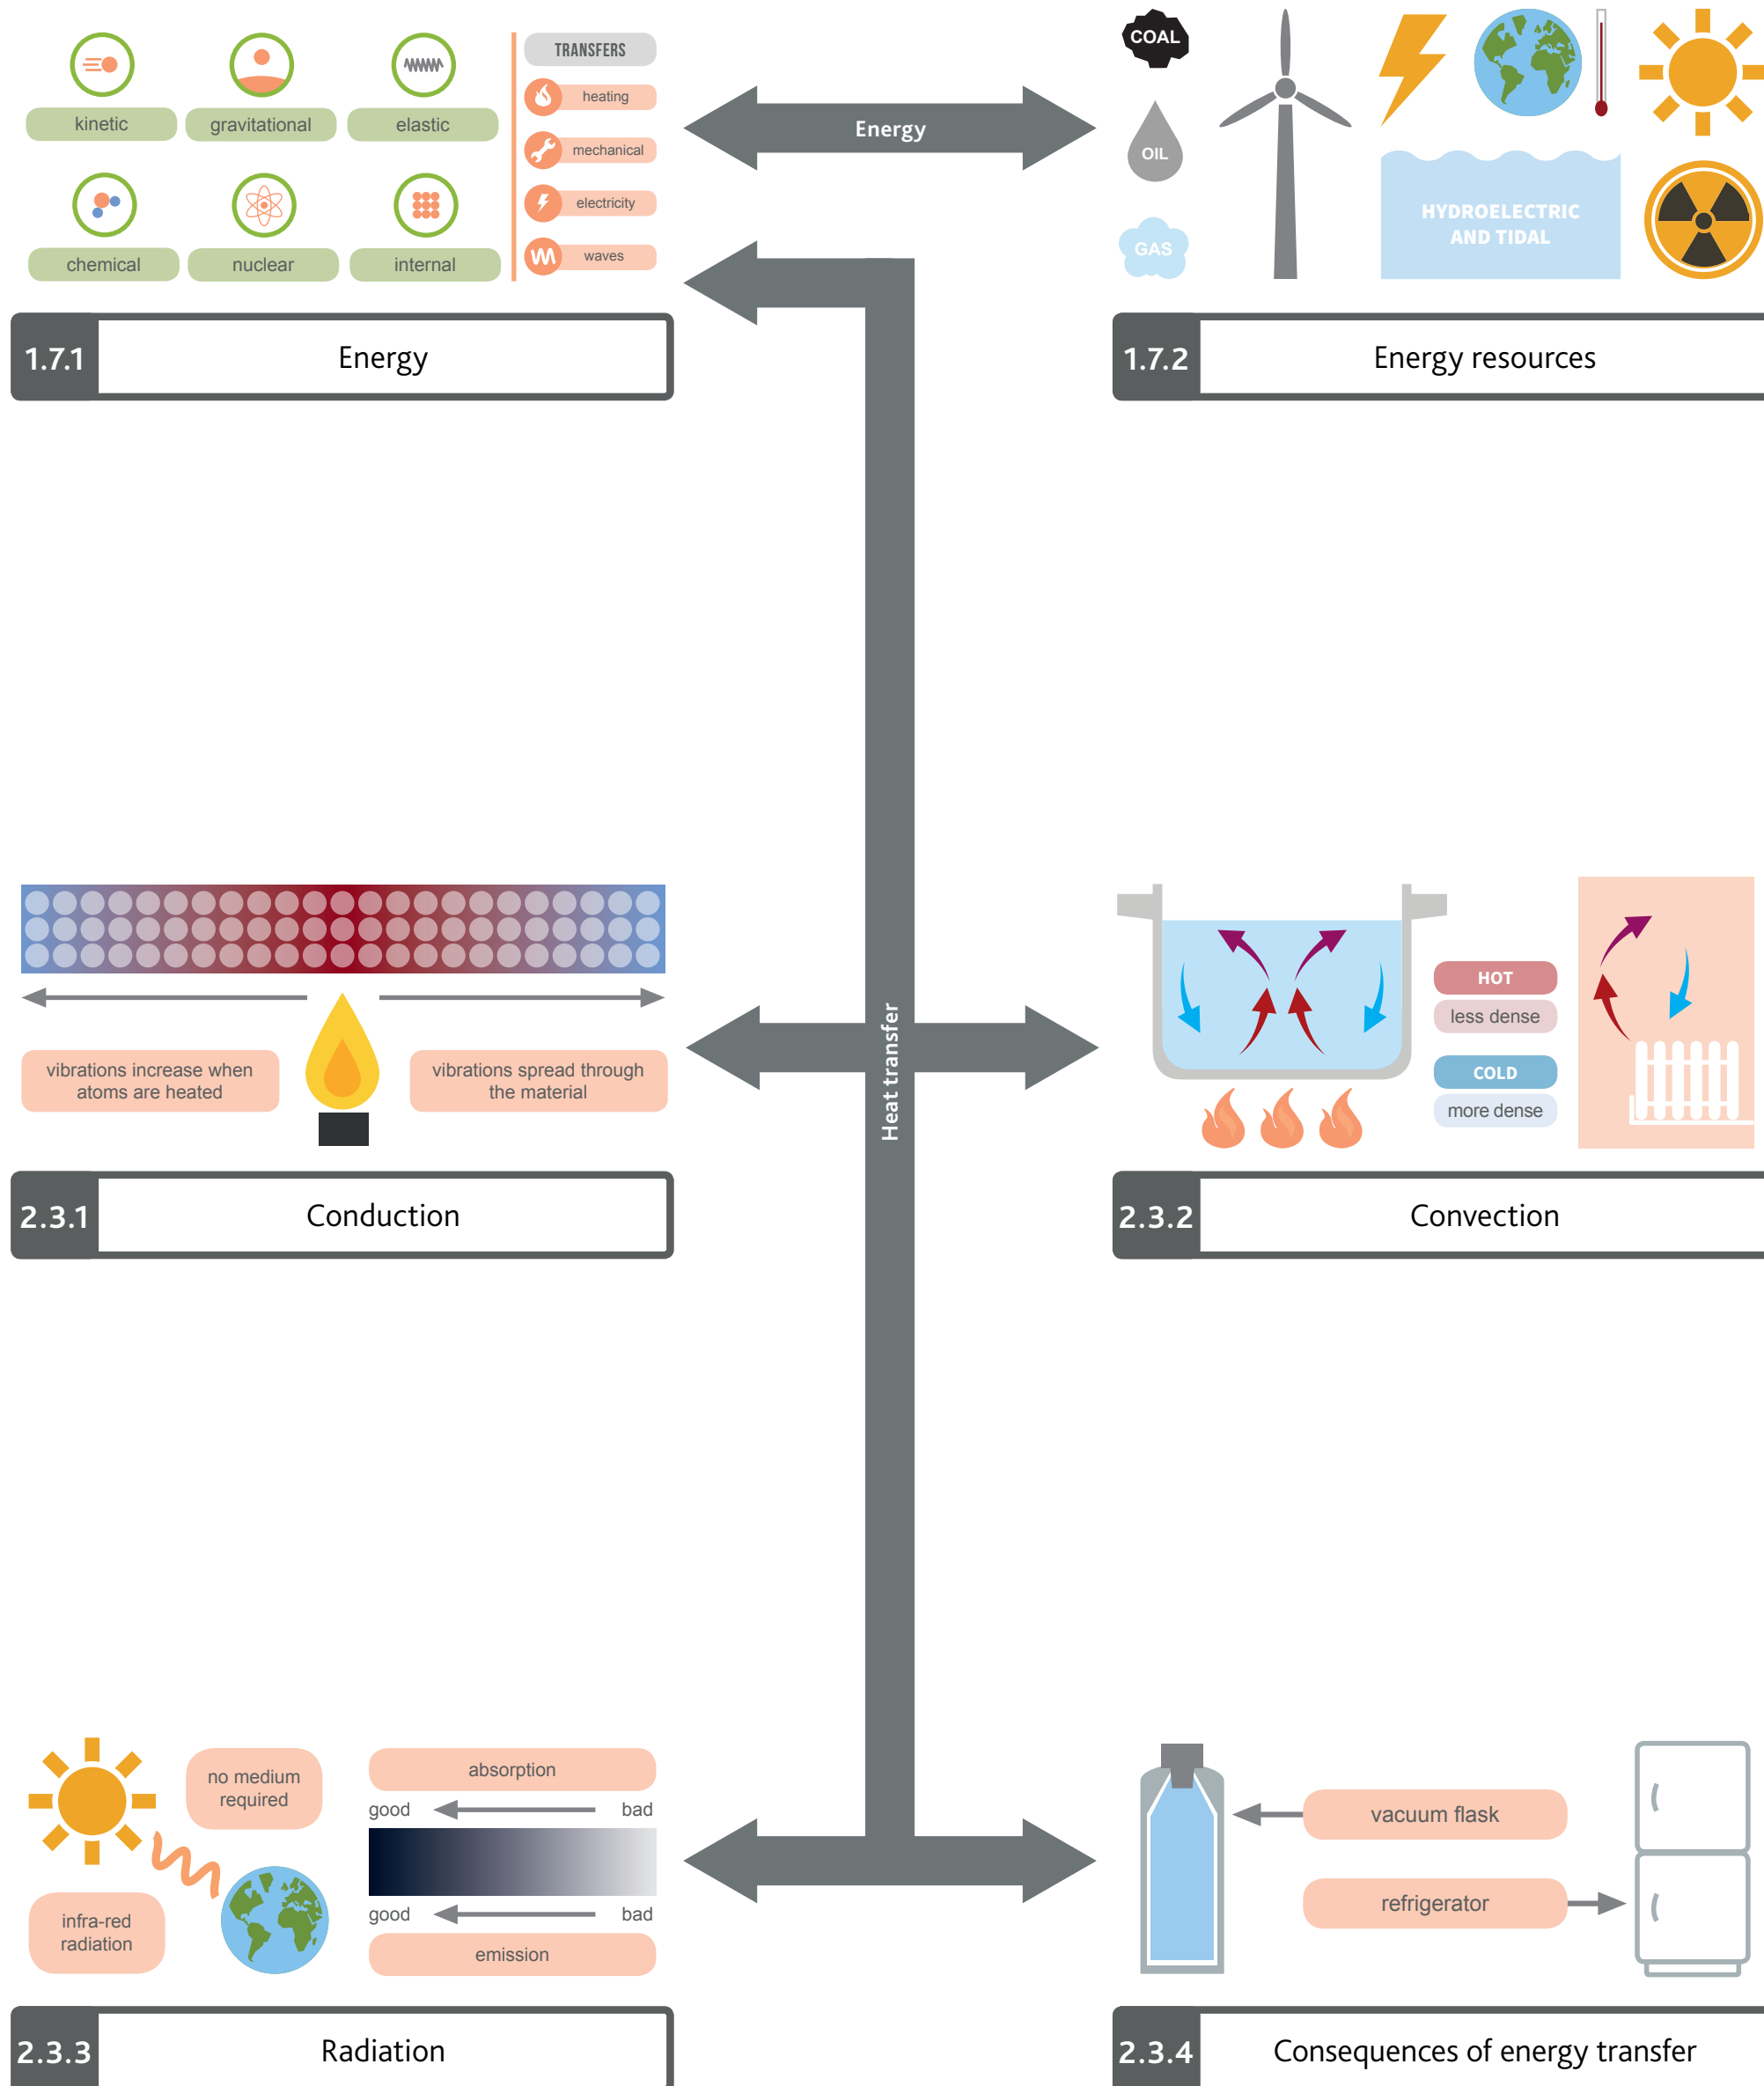 TRANSFERS
kinetic
gravitational
elastic
heating
mechanical
electricity
waves
chemical
nuclear
internal
1.7.1
Energy
Energy
COAL
OIL
GAS
HYDROELECTRIC
AND TIDAL
1.7.2
Energy resources
Heat transfer
vibrations increase when
atoms are heated
vibrations spread through
the material
2.3.1
Conduction
HOT
less dense
COLD
more dense
2.3.2
Convection
no medium
required
infra-red
radiation
absorption
good
bad
good
bad
emission
2.3.3
Radiation
vacuum flask
refrigerator
2.3.4
Consequences of energy transfer